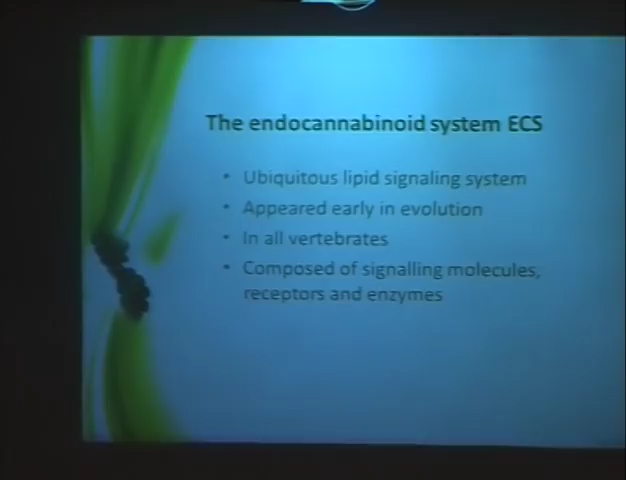 The endocannabinoid system ECS
• Ubiquitous lipid signaling system
• Appeared early in evolution
• In all vertebrates
• Composed of signalling molecules,
receptors and enzymes